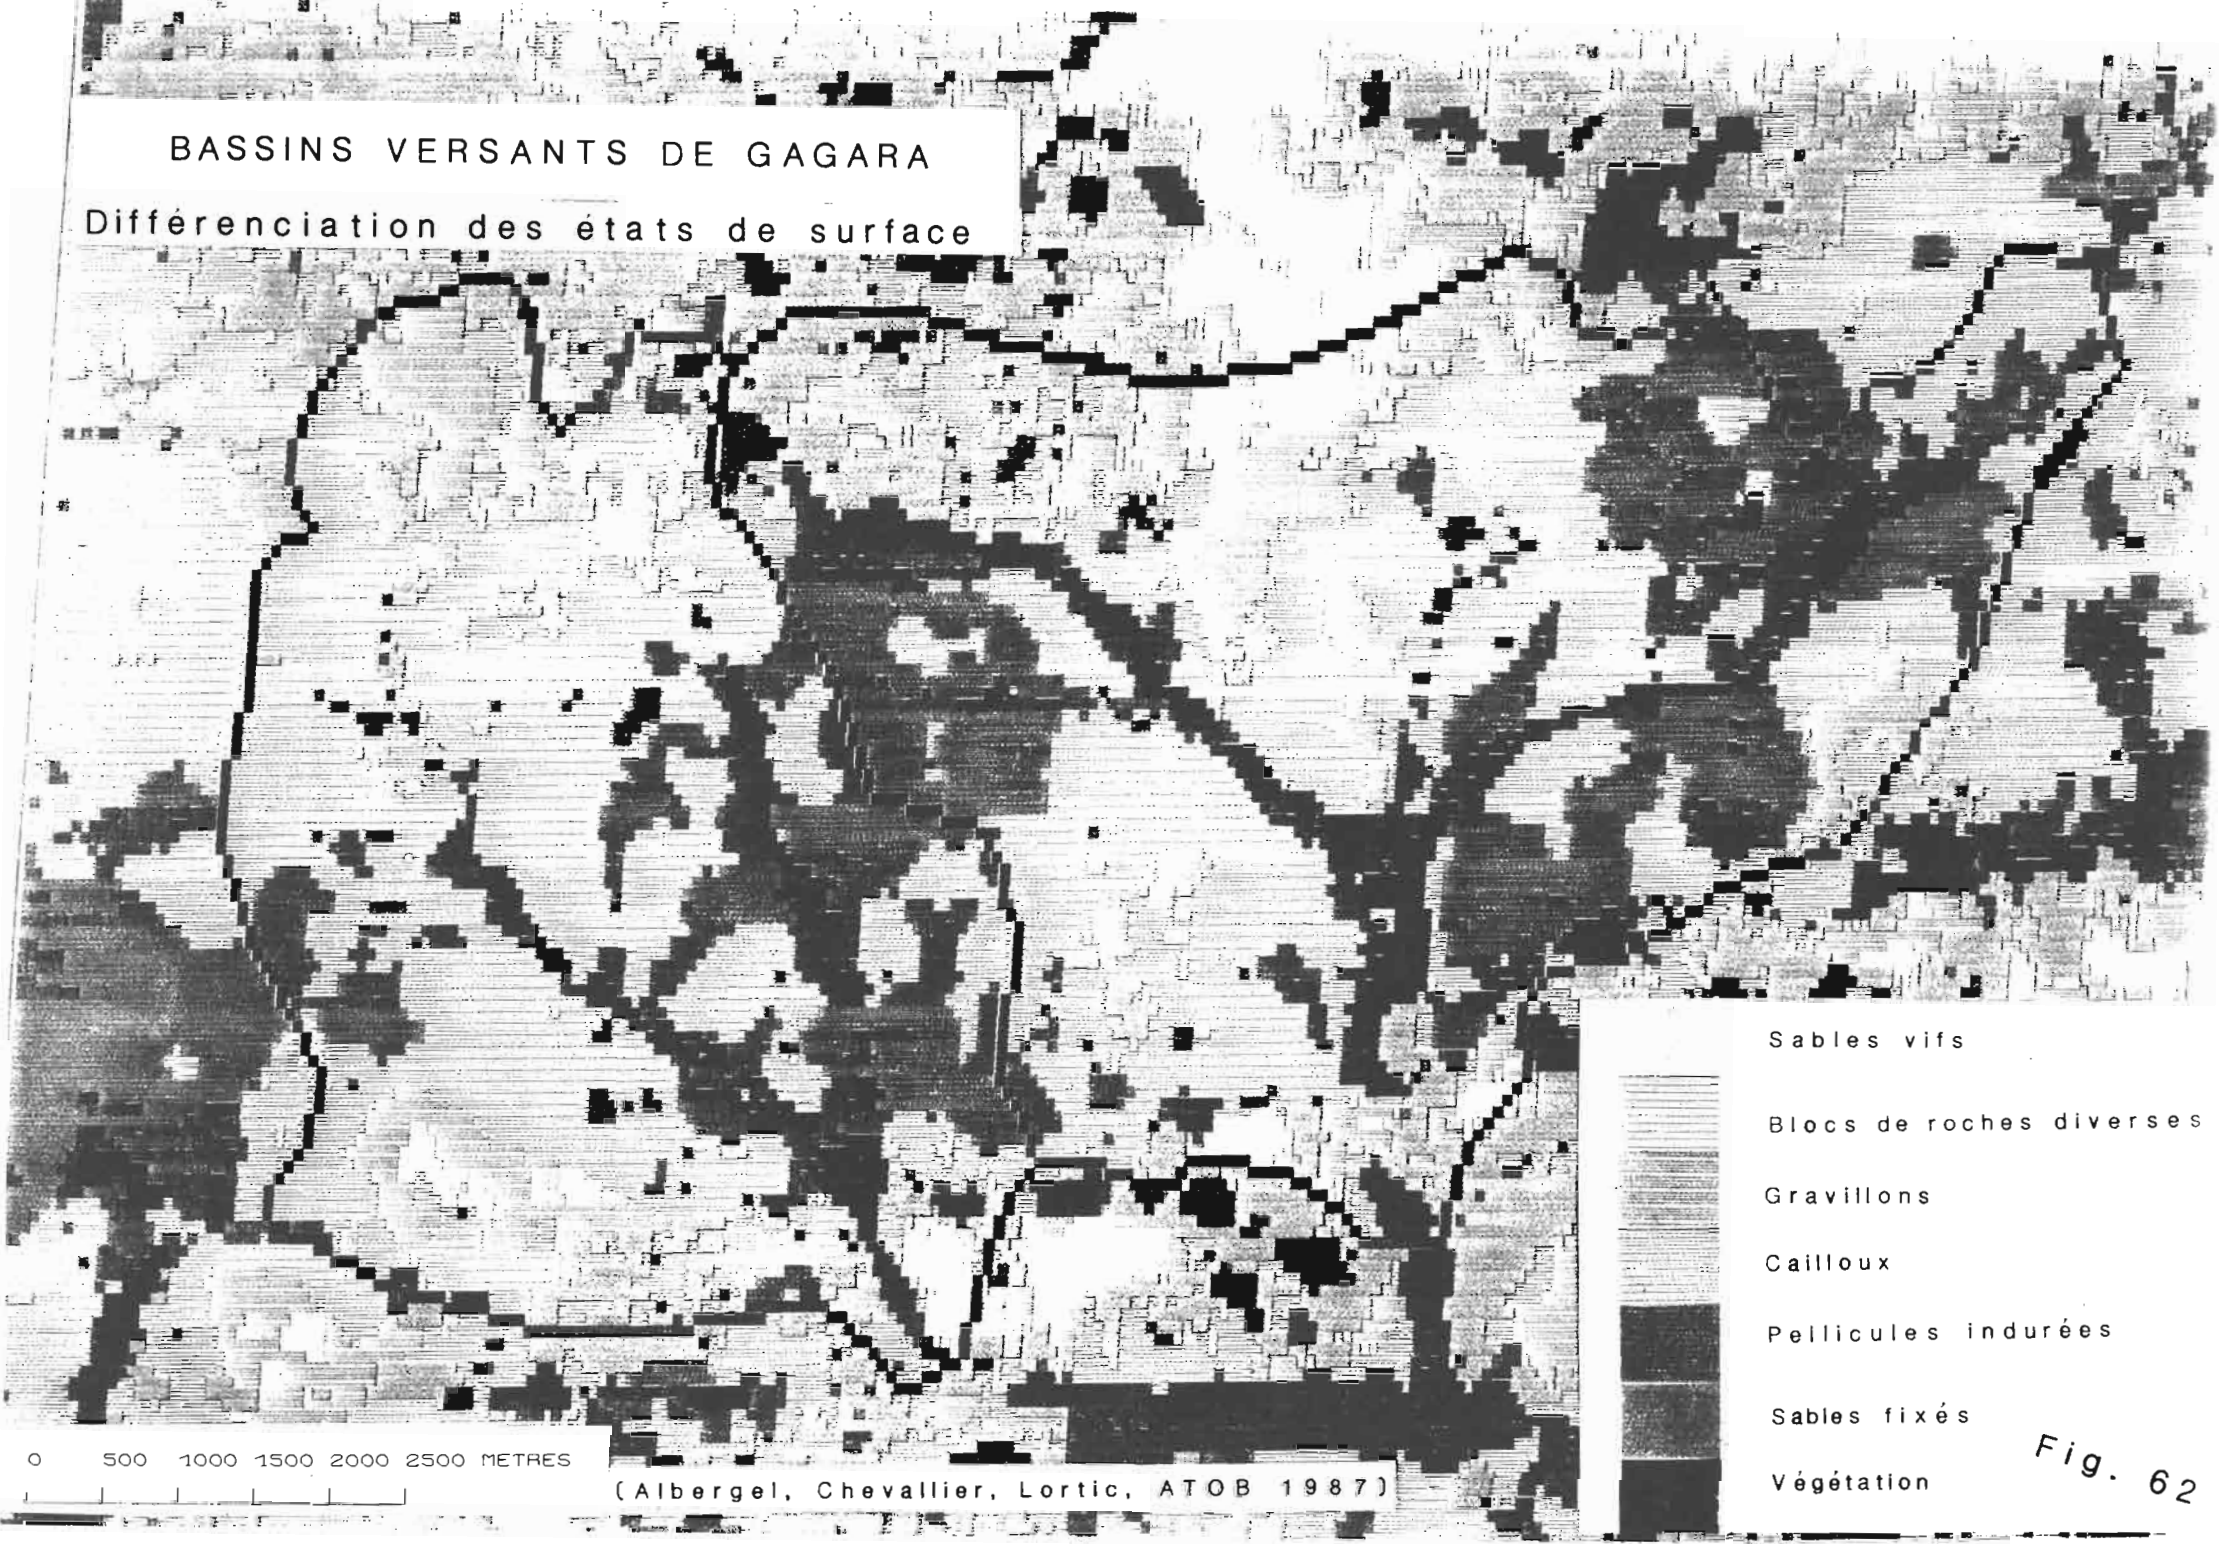 BASSINS VERSANTS DE GAGARA
Différenciation des états de surface
Sables vifs
Blocs de roches diverses
Gravillons
Cailloux
Pellicules indurées
Sables fixés
Végétation
Fig. 62
0 500 1000 1500 2000 2500 METRES
(Albergel, Chevallier, Lortic, ATOB 1987)